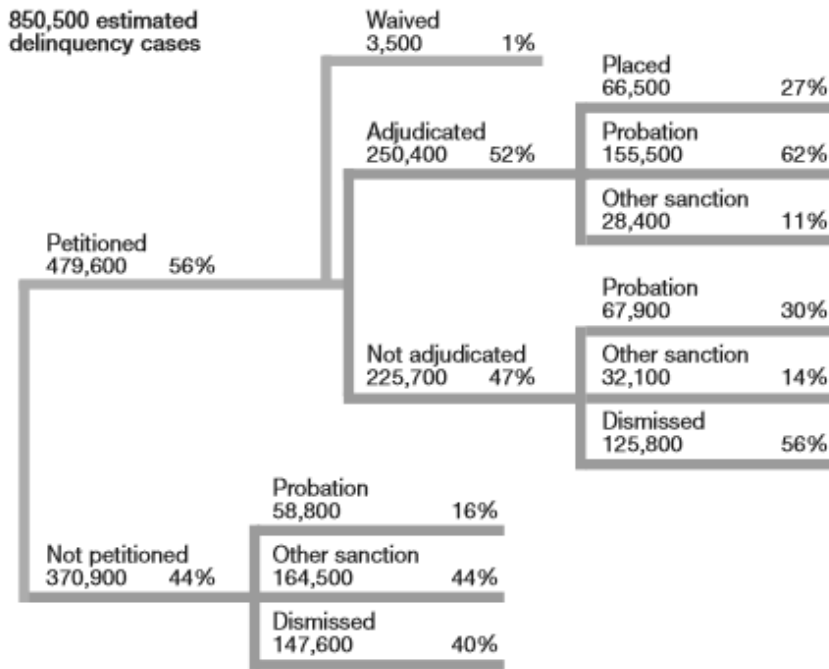 850,500 estimated
delinquency cases
Waived
3,500 1%
Placed
66,500 27%
Adjudicated
250,400 52%
Probation
155,500 62%
Other sanction
28,400 11%
Petitioned
479,600 56%
Probation
67,900 30%
Not adjudicated
225,700 47%
Other sanction
32,100 14%
Dismissed
125,800 56%
Probation
58,800 16%
Not petitioned
370,900 44%
Other sanction
164,500 44%
Dismissed
147,600 40%